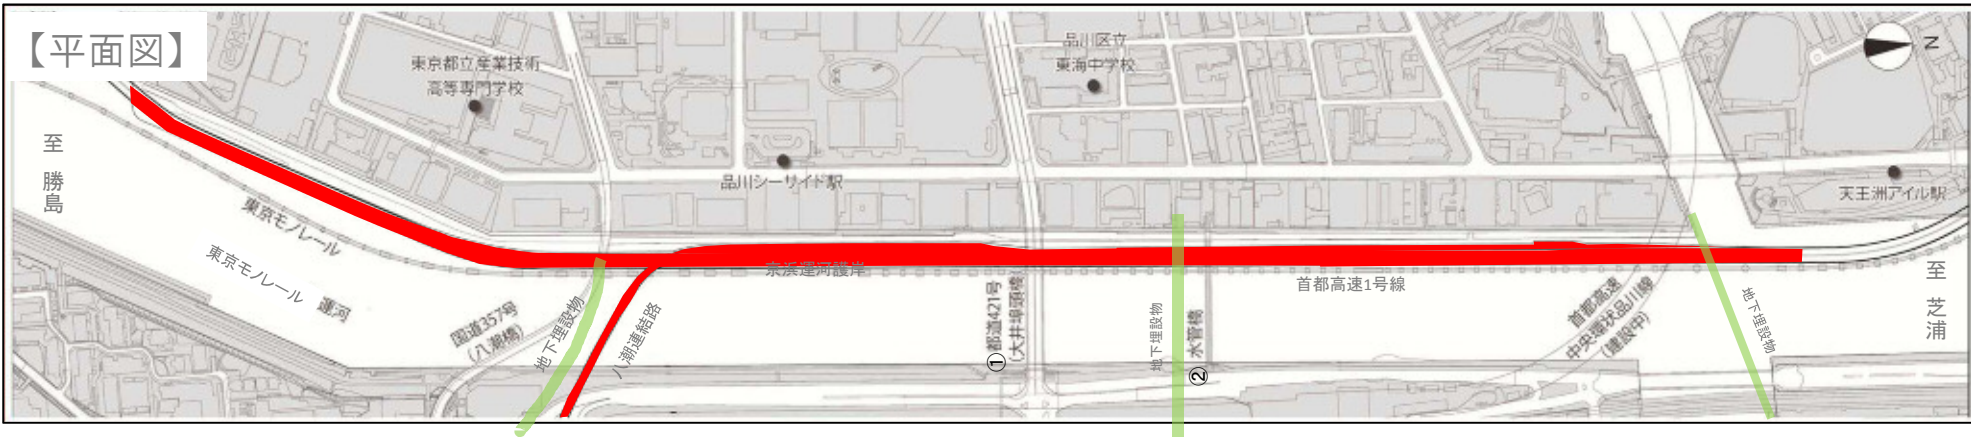 【平面図】
東京都立産業技術
高等専門学校
品川区立
東海中学校
N
至 勝島
品川シーサイド駅
天王洲アイル駅
東京モノレール
東京モノレール
運河
京浜運河護岸
首都高速1号線
至 芝浦
国道357号
(八潮橋)
地下埋設物
八潮連結路
①都道421号
(大井埠頭橋)
地下埋設物
②水管橋
首都高速
中央環状品川線
(建設中)
地下埋設物